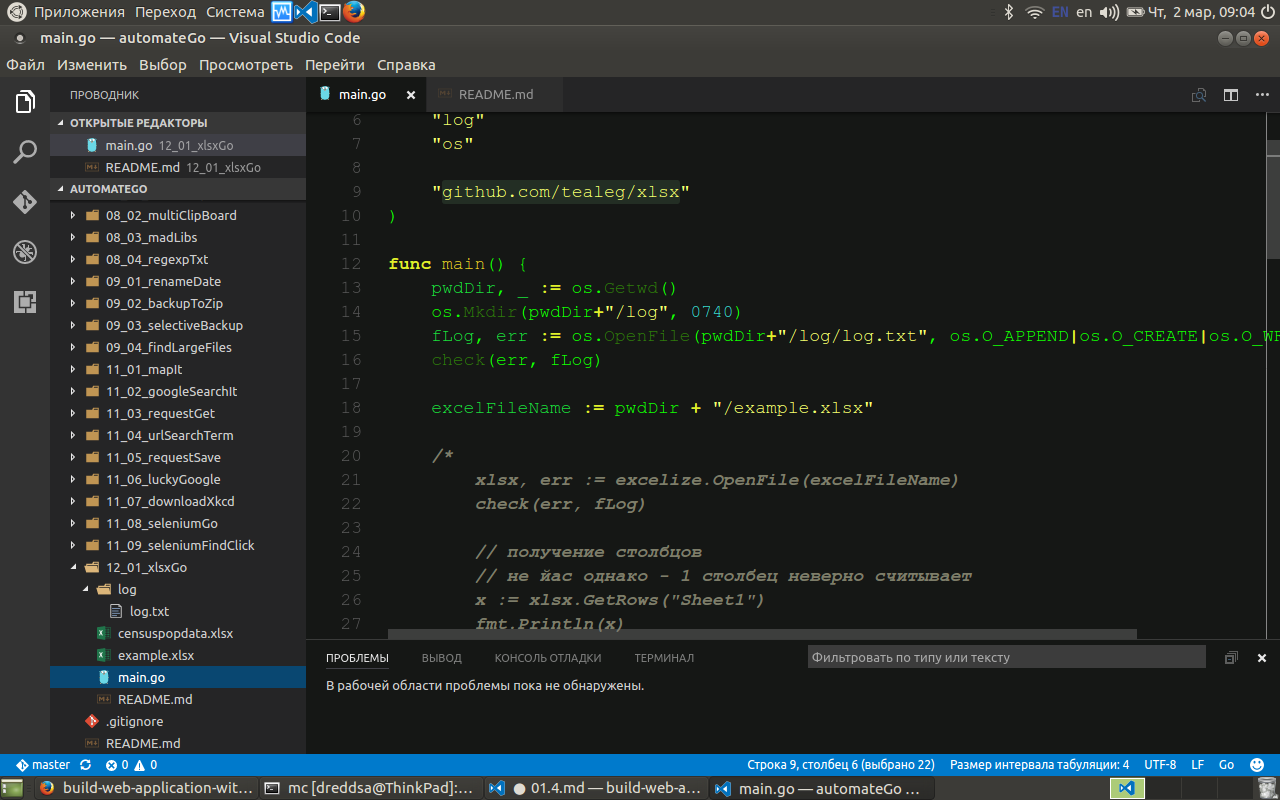 Приложения Переход Система EN en Чт, 2 мар, 09:04
main.go — automateGo — Visual Studio Code
Файл Изменить Выбор Просмотреть Перейти Справка
ПРОВОДНИК
ОТКРЫТЫЕ РЕДАКТОРЫ
main.go 12_01_xlsxGo
README.md 12_01_xlsxGo
AUTOMATEGO
08_02_multiClipBoard
08_03_madLibs
08_04_regexpTxt
09_01_renameDate
09_02_backupToZip
09_03_selectiveBackup
09_04_findLargeFiles
11_01_mapIt
11_02_googleSearchIt
11_03_requestGet
11_04_urlSearchTerm
11_05_requestSave
11_06_luckyGoogle
11_07_downloadXkcd
11_08_seleniumGo
11_09_seleniumFindClick
12_01_xlsxGo
log
log.txt
censuspopdata.xlsx
example.xlsx
main.go
README.md
.gitignore
README.md
main.go README.md
6 "log"
7 "os"
8
9 "github.com/tealeg/xlsx"
10 )
11
12 func main() {
13 pwdDir, _ := os.Getwd()
14 os.Mkdir(pwdDir+"/log", 0740)
15 fLog, err := os.OpenFile(pwdDir+"/log/log.txt", os.O_APPEND|os.O_CREATE|os.O_WR
16 check(err, fLog)
17
18 excelFileName := pwdDir + "/example.xlsx"
19
20 /*
21 xlsx, err := excelize.OpenFile(excelFileName)
22 check(err, fLog)
23
24 // получение столбцов
25 // не йас однако - 1 столбец неверно считывает
26 x := xlsx.GetRows("Sheet1")
27 fmt.Println(x)
ПРОБЛЕМЫ ВЫВОД КОНСОЛЬ ОТЛАДКИ ТЕРМИНАЛ Фильтровать по типу или тексту
В рабочей области проблемы пока не обнаружены.
master 0 0 Строка 9, столбец 6 (выбрано 22) Размер интервала табуляции: 4 UTF-8 LF Go
build-web-application-wit... mc [dreddsa@ThinkPad]:... ● 01.4.md — build-web-a... main.go — automateGo ...